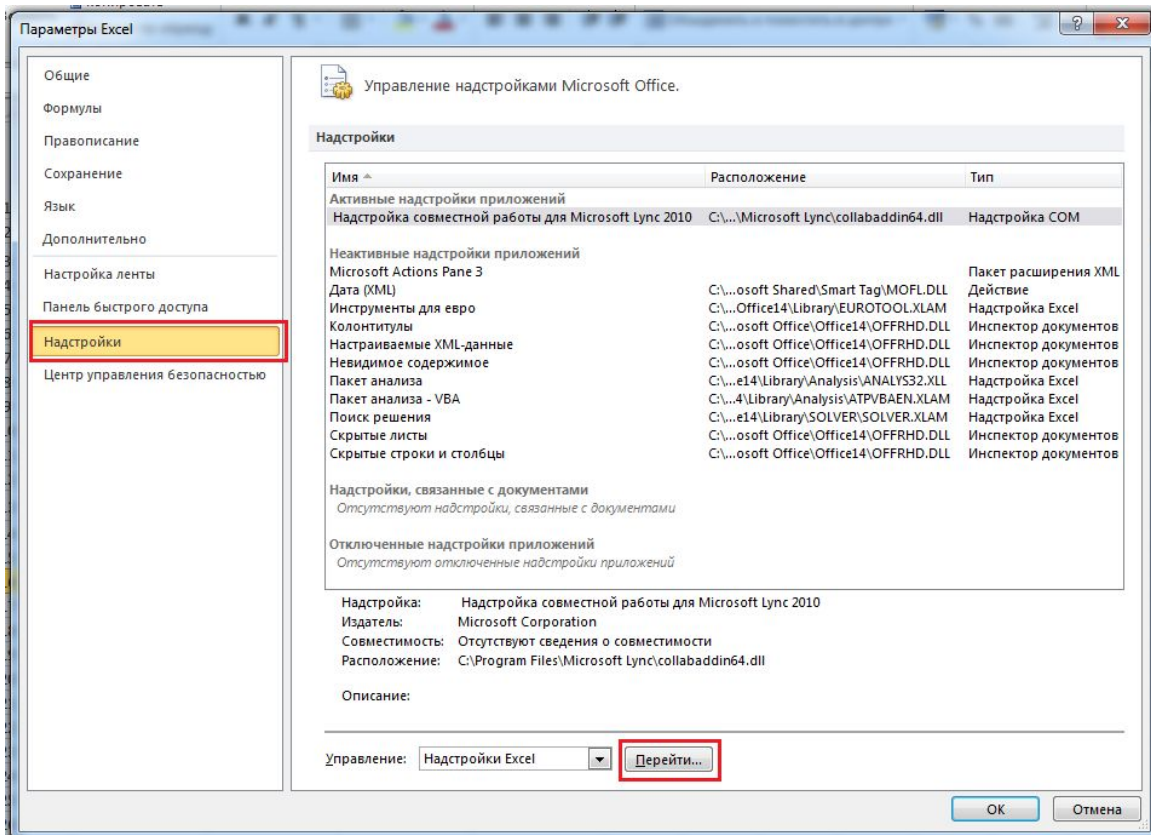 Параметры Excel
Общие
Формулы
Правописание
Сохранение
Язык
Дополнительно
Настройка ленты
Панель быстрого доступа
Надстройки
Центр управления безопасностью
Управление надстройками Microsoft Office.
Надстройки
Имя Расположение Тип
Активные надстройки приложений
Надстройка совместной работы для Microsoft Lync 2010 C:\...\Microsoft Lync\collabaddin64.dll Надстройка COM
Неактивные надстройки приложений
Microsoft Actions Pane 3 Пакет расширения XML
Дата (XML) C:\...osoft Shared\Smart Tag\MOFL.DLL Действие
Инструменты для евро C:\...Office14\Library\EUROTOOL.XLAM Надстройка Excel
Колонтитулы C:\...osoft Office\Office14\OFFRHD.DLL Инспектор документов
Настраиваемые XML-данные C:\...osoft Office\Office14\OFFRHD.DLL Инспектор документов
Невидимое содержимое C:\...osoft Office\Office14\OFFRHD.DLL Инспектор документов
Пакет анализа C:\...e14\Library\Analysis\ANALYS32.XLL Надстройка Excel
Пакет анализа - VBA C:\...4\Library\Analysis\ATPVBAEN.XLAM Надстройка Excel
Поиск решения C:\...e14\Library\SOLVER\SOLVER.XLAM Надстройка Excel
Скрытые листы C:\...osoft Office\Office14\OFFRHD.DLL Инспектор документов
Скрытые строки и столбцы C:\...osoft Office\Office14\OFFRHD.DLL Инспектор документов
Надстройки, связанные с документами
Отсутствуют надстройки, связанные с документами
Отключенные надстройки приложений
Отсутствуют отключенные надстройки приложений
Надстройка: Надстройка совместной работы для Microsoft Lync 2010
Издатель: Microsoft Corporation
Совместимость: Отсутствуют сведения о совместимости
Расположение: C:\Program Files\Microsoft Lync\collabaddin64.dll
Описание:
Управление: Надстройки Excel Перейти...
ОК Отмена